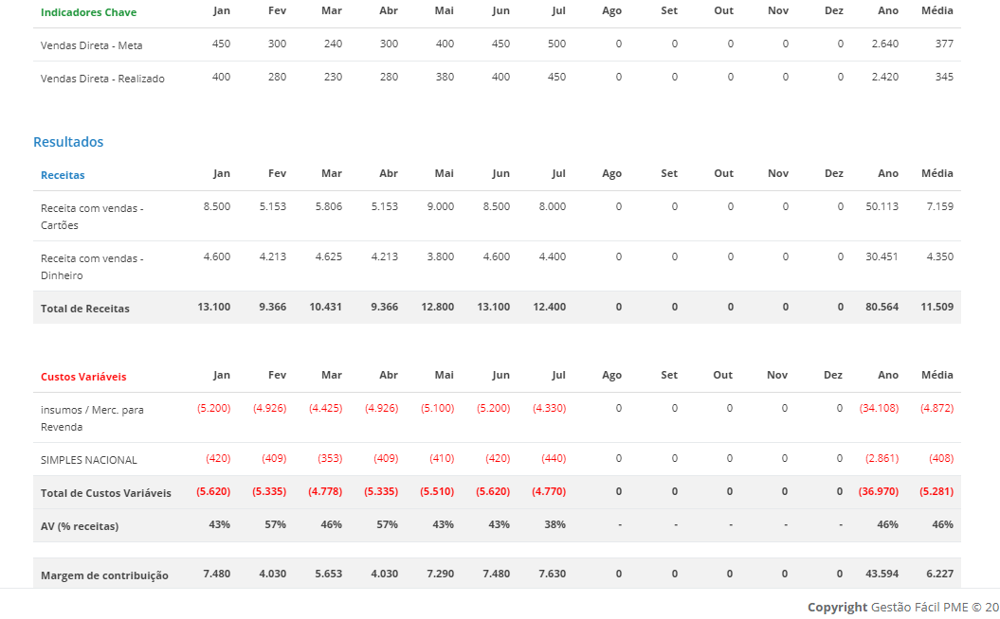 Indicadores Chave Jan Fev Mar Abr Mai Jun Jul Ago Set Out Nov Dez Ano Média
Vendas Direta - Meta 450 300 240 300 400 450 500 0 0 0 0 0 2.640 377
Vendas Direta - Realizado 400 280 230 280 380 400 450 0 0 0 0 0 2.420 345
Resultados
Receitas Jan Fev Mar Abr Mai Jun Jul Ago Set Out Nov Dez Ano Média
Receita com vendas - 8.500 5.153 5.806 5.153 9.000 8.500 8.000 0 0 0 0 0 50.113 7.159
Cartões
Receita com vendas - 4.600 4.213 4.625 4.213 3.800 4.600 4.400 0 0 0 0 0 30.451 4.350
Dinheiro
Total de Receitas 13.100 9.366 10.431 9.366 12.800 13.100 12.400 0 0 0 0 0 80.564 11.509
Custos Variáveis Jan Fev Mar Abr Mai Jun Jul Ago Set Out Nov Dez Ano Média
insumos / Merc. para (5.200) (4.926) (4.425) (4.926) (5.100) (5.200) (4.330) 0 0 0 0 0 (34.108) (4.872)
Revenda
SIMPLES NACIONAL (420) (409) (353) (409) (410) (420) (440) 0 0 0 0 0 (2.861) (408)
Total de Custos Variáveis (5.620) (5.335) (4.778) (5.335) (5.510) (5.620) (4.770) 0 0 0 0 0 (36.970) (5.281)
AV (% receitas) 43% 57% 46% 57% 43% 43% 38% - - - - - 46% 46%
Margem de contribuição 7.480 4.030 5.653 4.030 7.290 7.480 7.630 0 0 0 0 0 43.594 6.227
Copyright Gestão Fácil PME © 20